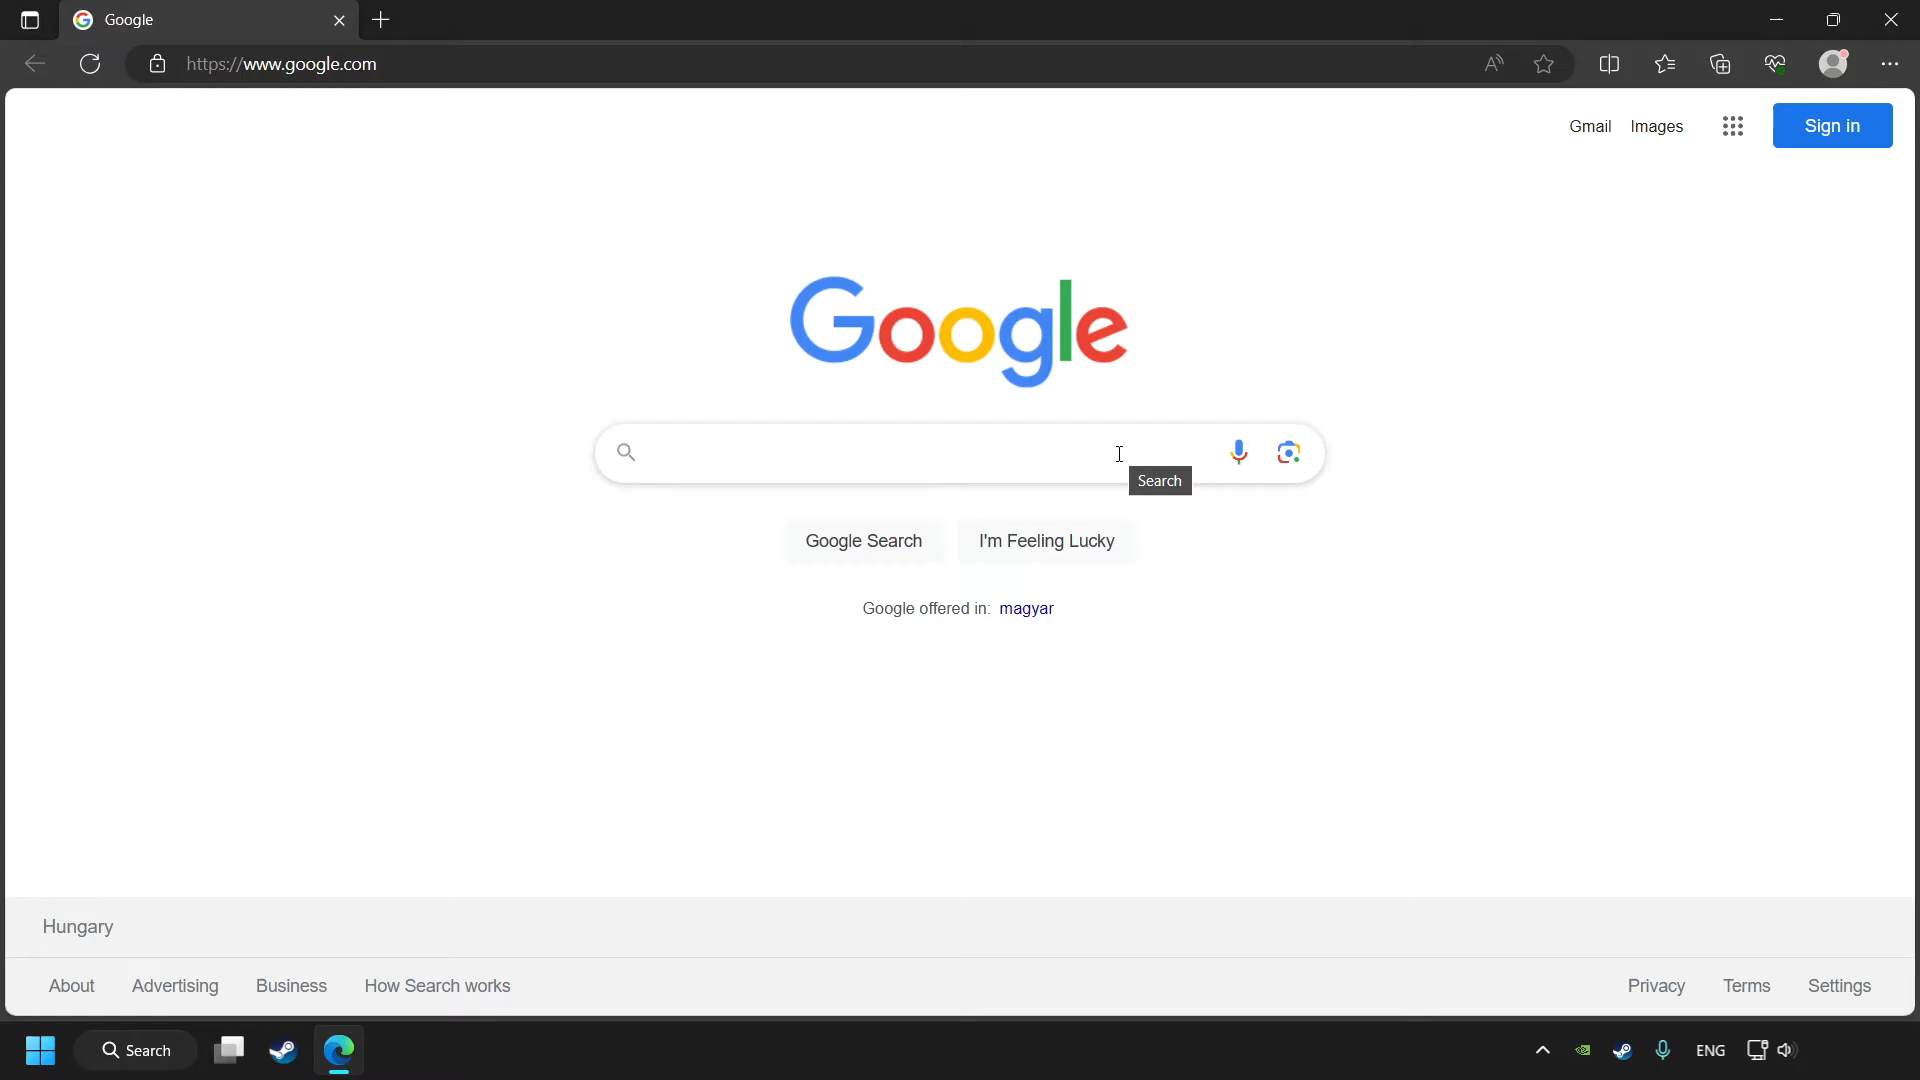 Google
https://www.google.com
Gmail Images Sign in
Google
Search
Google Search I'm Feeling Lucky
Google offered in: magyar
Hungary
About Advertising Business How Search works Privacy Terms Settings
Search ENG